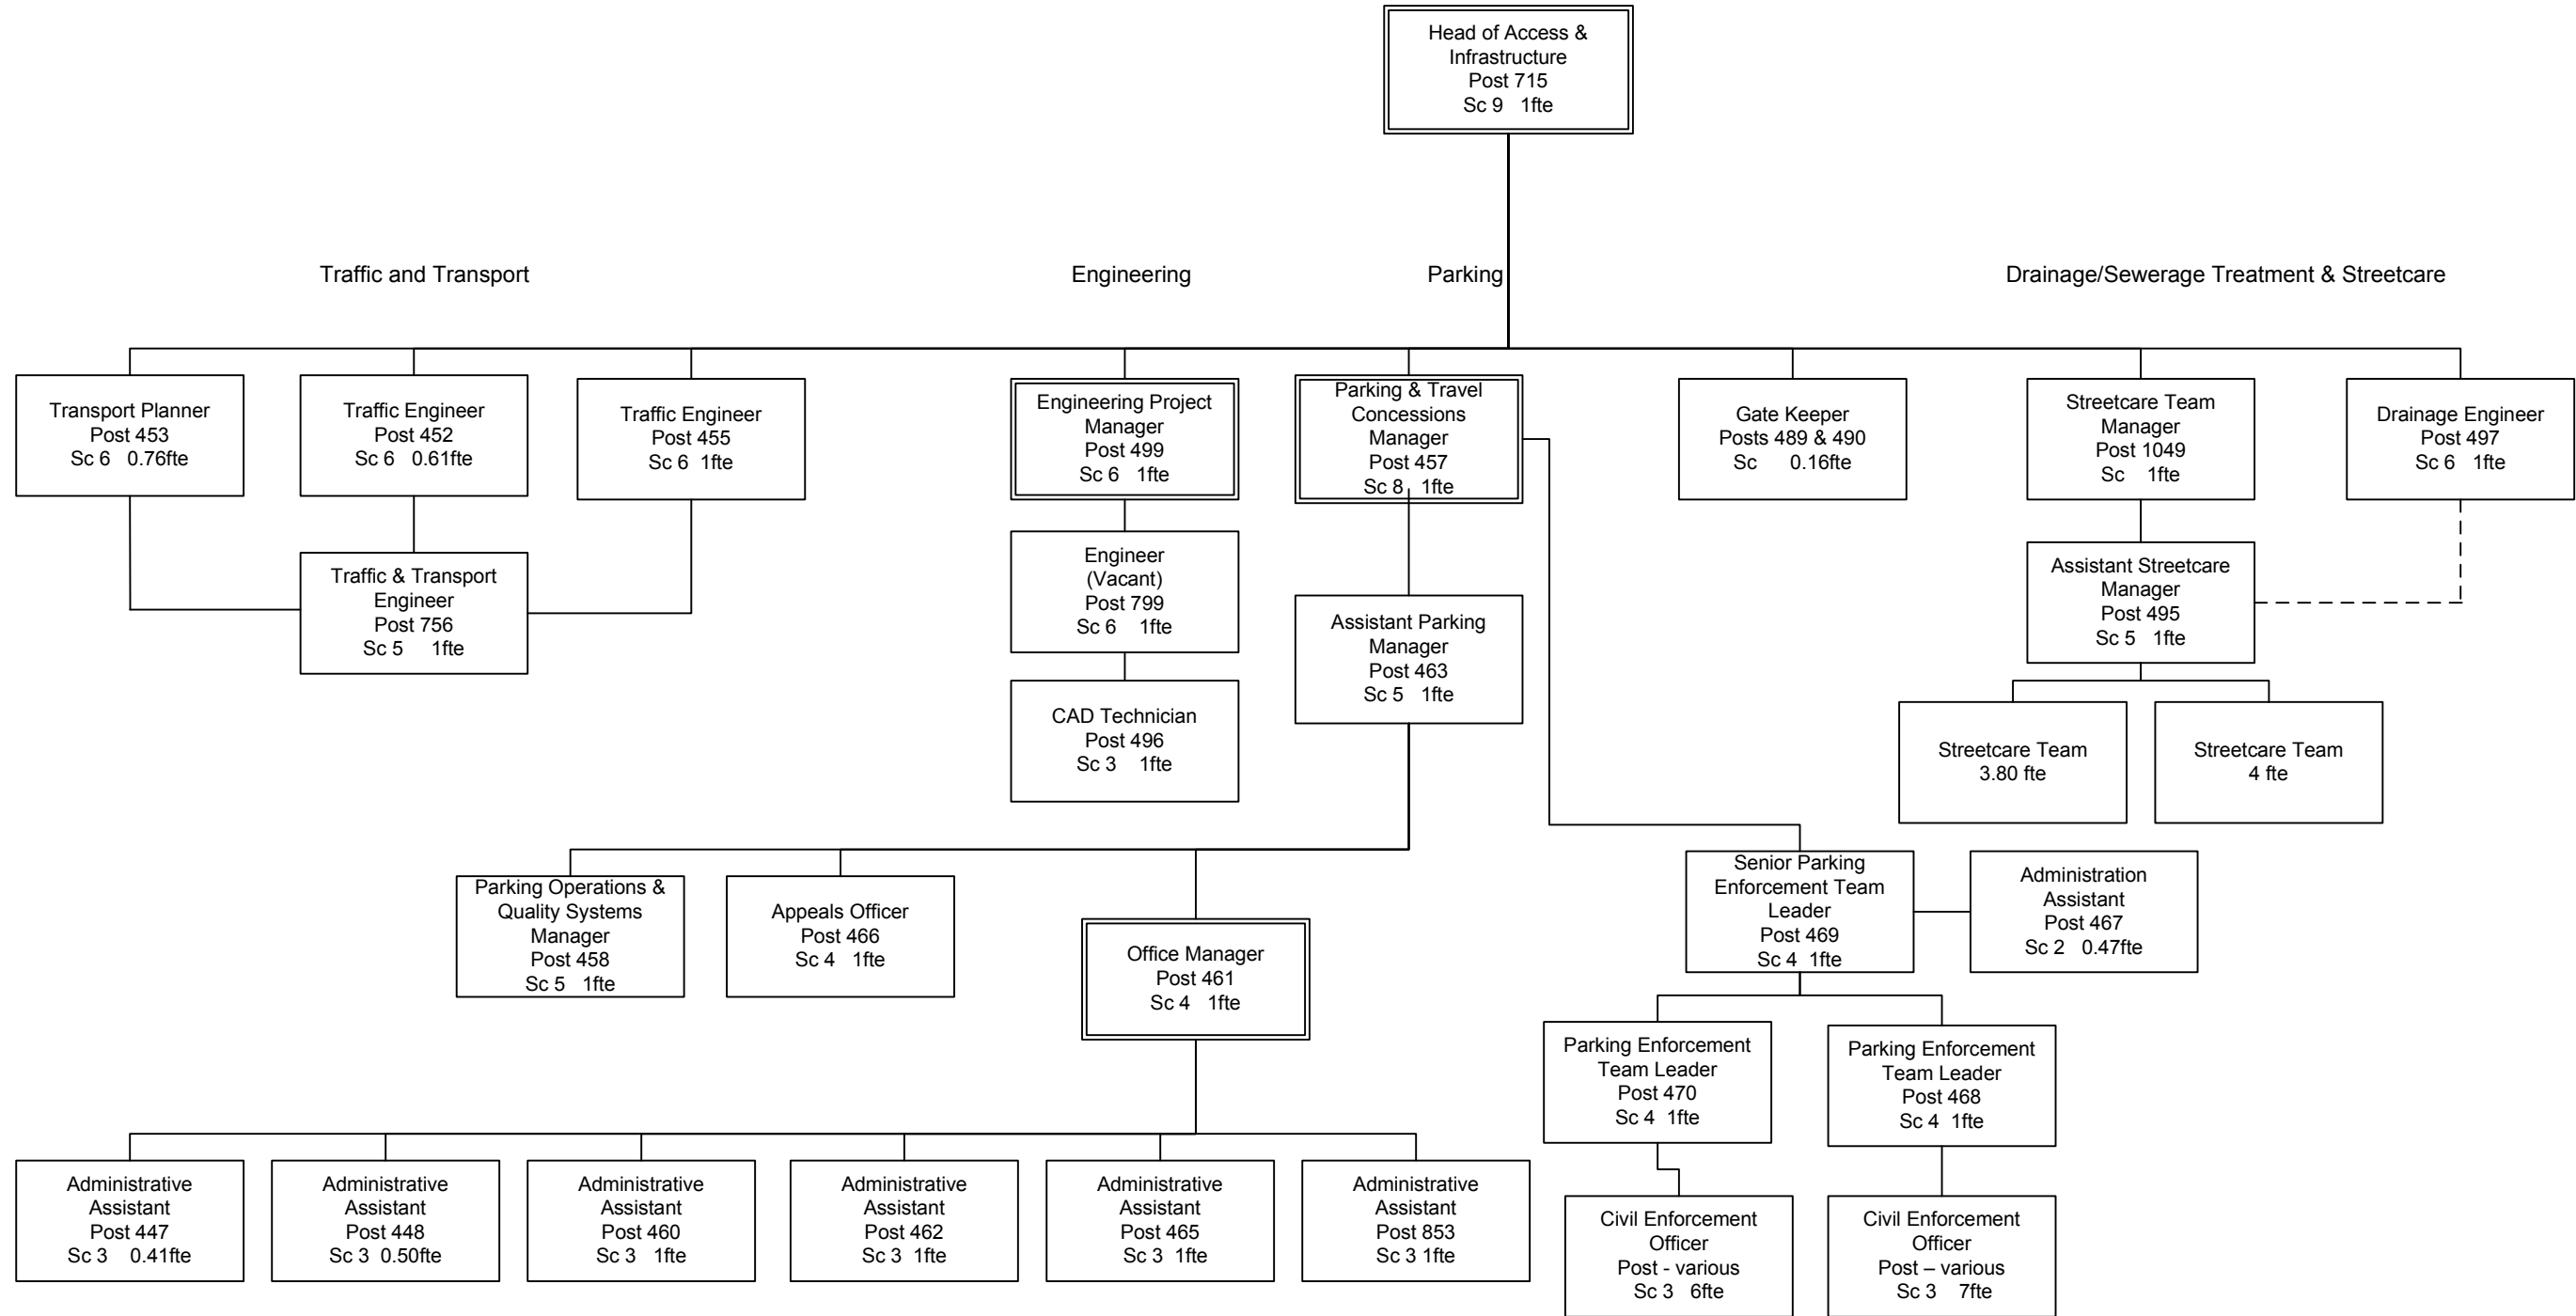 Head of Access &
Infrastructure
Post 715
Sc 9 1fte
Traffic and Transport
Engineering
Parking
Drainage/Sewerage Treatment & Streetcare
Transport Planner
Post 453
Sc 6 0.76fte
Traffic Engineer
Post 452
Sc 6 0.61fte
Traffic Engineer
Post 455
Sc 6 1fte
Engineering Project
Manager
Post 499
Sc 6 1fte
Parking & Travel
Concessions
Manager
Post 457
Sc 8 1fte
Gate Keeper
Posts 489 & 490
Sc 0.16fte
Streetcare Team
Manager
Post 1049
Sc 1fte
Drainage Engineer
Post 497
Sc 6 1fte
Traffic & Transport
Engineer
Post 756
Sc 5 1fte
Engineer
(Vacant)
Post 799
Sc 6 1fte
Assistant Parking
Manager
Post 463
Sc 5 1fte
Assistant Streetcare
Manager
Post 495
Sc 5 1fte
CAD Technician
Post 496
Sc 3 1fte
Streetcare Team
3.80 fte
Streetcare Team
4 fte
Parking Operations &
Quality Systems
Manager
Post 458
Sc 5 1fte
Appeals Officer
Post 466
Sc 4 1fte
Office Manager
Post 461
Sc 4 1fte
Senior Parking
Enforcement Team
Leader
Post 469
Sc 4 1fte
Administration
Assistant
Post 467
Sc 2 0.47fte
Parking Enforcement
Team Leader
Post 470
Sc 4 1fte
Parking Enforcement
Team Leader
Post 468
Sc 4 1fte
Administrative
Assistant
Post 447
Sc 3 0.41fte
Administrative
Assistant
Post 448
Sc 3 0.50fte
Administrative
Assistant
Post 460
Sc 3 1fte
Administrative
Assistant
Post 462
Sc 3 1fte
Administrative
Assistant
Post 465
Sc 3 1fte
Administrative
Assistant
Post 853
Sc 3 1fte
Civil Enforcement
Officer
Post - various
Sc 3 6fte
Civil Enforcement
Officer
Post – various
Sc 3 7fte